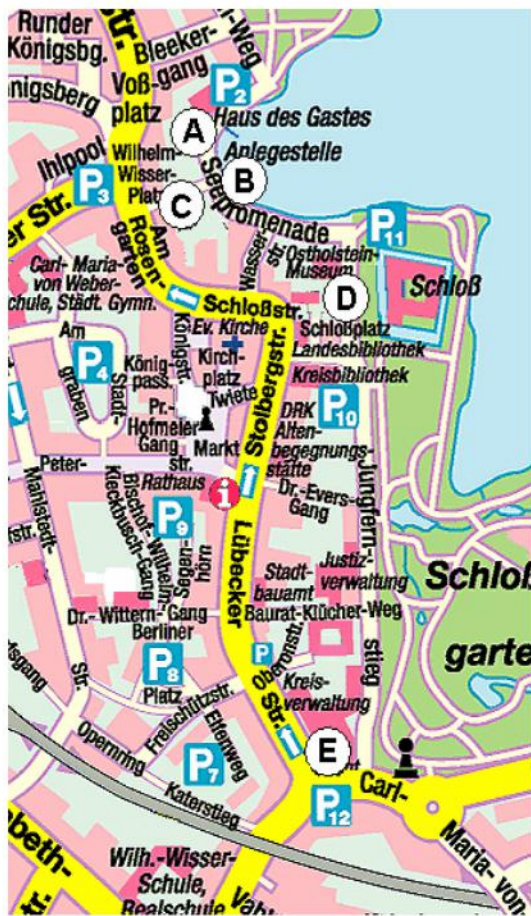 Runder
Königsbg.
Bleeker-
gang
Weg
Voß-
platz
P2
Haus des Gastes
A
Anlegestelle
B
Ihlpool
Wilhelm-
Wisser-
Platz
P3
C
Seepromenade
P11
er Str.
Am
Rosen-
garten
Wasser-
str.
Ostholstein-
Museum
Schloß
D
Carl-Maria-
von Weber-
schule, Städt. Gymn.
Schloßstr.
Ev. Kirche
Schloßplatz
Landesbibliothek
Kreisbibliothek
Am
Stadt-
graben
P4
König-
pass.
Königstr.
Kirch-
platz
Twiete
Stolbergstr.
P10
Pr.-
Hofmeier
Gang
Markt
DRK
Alten-
begegnungs-
stätte
Peter-
str.
Rathaus
i
Dr.-Evers-
Gang
Jungfern-
stieg
Mahlstedt-
Str.
Bischof-Wilhelm-
Kleckbusch-Gang
P9
Segen-
hörn
Lübecker
Str.
Stadt-
bauamt
Justiz-
verwaltung
Schloß
garte
Baurat-Klücher-Weg
Dr.-Wittern-Gang
Berliner
Platz
P8
P
Oberonstr.
Kreis-
verwaltung
Freischützstr.
Elfenweg
Opernring
P7
Katerstieg
E
P12
Carl-
Maria-von
Wilh.-Wisser-
Schule,
Realschule
abeth-
str.